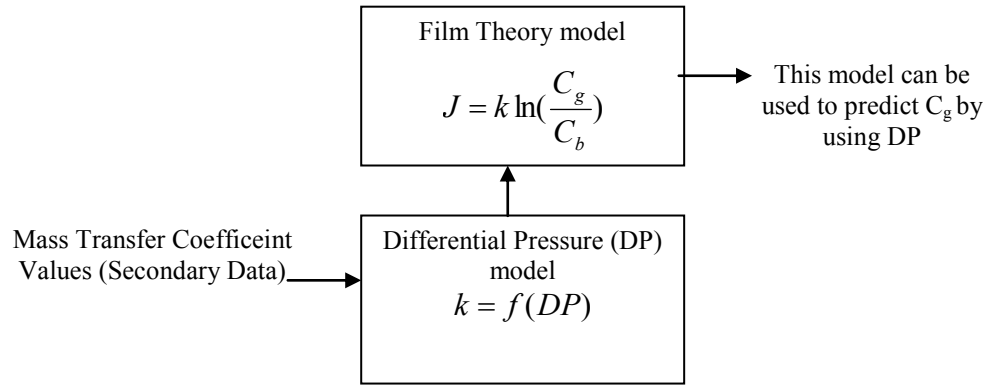 Film Theory model
J = k ln(C_g/C_b)
This model can be
used to predict C_g by
using DP
Mass Transfer Coefficeint
Values (Secondary Data)
Differential Pressure (DP)
model
k = f(DP)